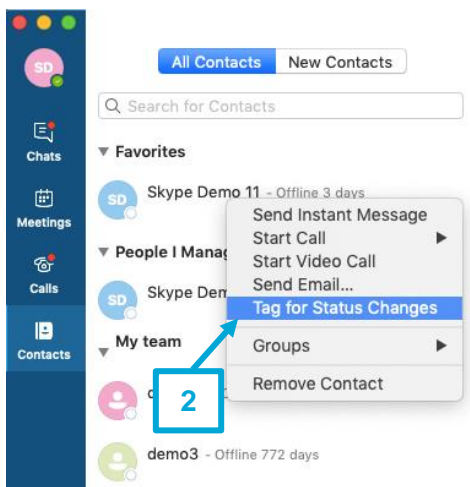 SD
All Contacts New Contacts
Search for Contacts
Chats
Favorites
SD Skype Demo 11 - Offline 3 days
Meetings
Send Instant Message
Start Call
People I Manag
Start Video Call
Calls
SD Skype Dem
Send Email...
Tag for Status Changes
My team
Groups
Contacts
Remove Contact
2
demo3 - Offline 772 days